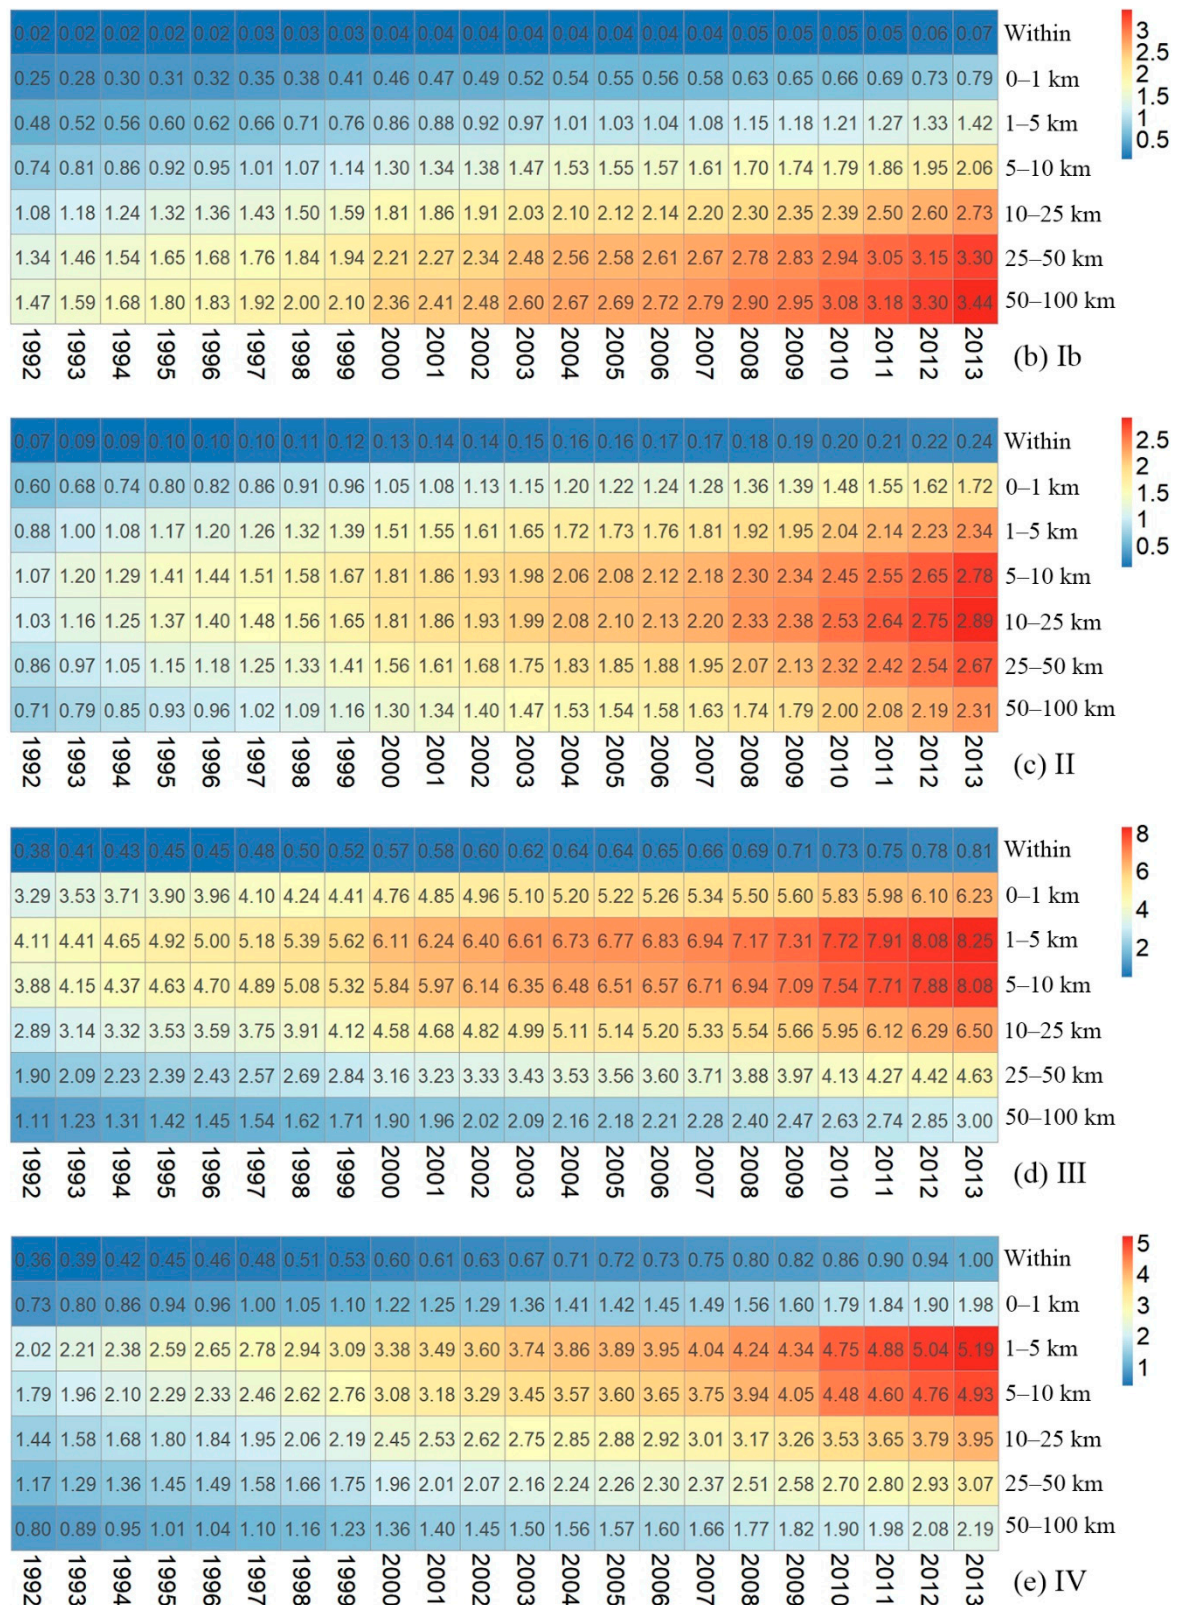 0.02 0.02 0.02 0.02 0.02 0.03 0.03 0.03 0.04 0.04 0.04 0.04 0.04 0.04 0.04 0.04 0.05 0.05 0.05 0.05 0.06 0.07 Within
0.25 0.28 0.30 0.31 0.32 0.35 0.38 0.41 0.46 0.47 0.49 0.52 0.54 0.55 0.56 0.58 0.63 0.65 0.66 0.69 0.73 0.79 0–1 km
0.48 0.52 0.56 0.60 0.62 0.66 0.71 0.76 0.86 0.88 0.92 0.97 1.01 1.03 1.04 1.08 1.15 1.18 1.21 1.27 1.33 1.42 1–5 km
0.74 0.81 0.86 0.92 0.95 1.01 1.07 1.14 1.30 1.34 1.38 1.47 1.53 1.55 1.57 1.61 1.70 1.74 1.79 1.86 1.95 2.06 5–10 km
1.08 1.18 1.24 1.32 1.36 1.43 1.50 1.59 1.81 1.86 1.91 2.03 2.10 2.12 2.14 2.20 2.30 2.35 2.39 2.50 2.60 2.73 10–25 km
1.34 1.46 1.54 1.65 1.68 1.76 1.84 1.94 2.21 2.27 2.34 2.48 2.56 2.58 2.61 2.67 2.78 2.83 2.94 3.05 3.15 3.30 25–50 km
1.47 1.59 1.68 1.80 1.83 1.92 2.00 2.10 2.36 2.41 2.48 2.60 2.67 2.69 2.72 2.79 2.90 2.95 3.08 3.18 3.30 3.44 50–100 km
1992 1993 1994 1995 1996 1997 1998 1999 2000 2001 2002 2003 2004 2005 2006 2007 2008 2009 2010 2011 2012 2013
(b) Ib
3
2.5
2
1.5
1
0.5
0.07 0.09 0.09 0.10 0.10 0.10 0.11 0.12 0.13 0.14 0.14 0.15 0.16 0.16 0.17 0.17 0.18 0.19 0.20 0.21 0.22 0.24 Within
0.60 0.68 0.74 0.80 0.82 0.86 0.91 0.96 1.05 1.08 1.13 1.15 1.20 1.22 1.24 1.28 1.36 1.39 1.48 1.55 1.62 1.72 0–1 km
0.88 1.00 1.08 1.17 1.20 1.26 1.32 1.39 1.51 1.55 1.61 1.65 1.72 1.73 1.76 1.81 1.92 1.95 2.04 2.14 2.23 2.34 1–5 km
1.07 1.20 1.29 1.41 1.44 1.51 1.58 1.67 1.81 1.86 1.93 1.98 2.06 2.08 2.12 2.18 2.30 2.34 2.45 2.55 2.65 2.78 5–10 km
1.03 1.16 1.25 1.37 1.40 1.48 1.56 1.65 1.81 1.86 1.93 1.99 2.08 2.10 2.13 2.20 2.33 2.38 2.53 2.64 2.75 2.89 10–25 km
0.86 0.97 1.05 1.15 1.18 1.25 1.33 1.41 1.56 1.61 1.68 1.75 1.83 1.85 1.88 1.95 2.07 2.13 2.32 2.42 2.54 2.67 25–50 km
0.71 0.79 0.85 0.93 0.96 1.02 1.09 1.16 1.30 1.34 1.40 1.47 1.53 1.54 1.58 1.63 1.74 1.79 2.00 2.08 2.19 2.31 50–100 km
1992 1993 1994 1995 1996 1997 1998 1999 2000 2001 2002 2003 2004 2005 2006 2007 2008 2009 2010 2011 2012 2013
(c) II
2.5
2
1.5
1
0.5
0.38 0.41 0.43 0.45 0.45 0.48 0.50 0.52 0.57 0.58 0.60 0.62 0.64 0.64 0.65 0.66 0.69 0.71 0.73 0.75 0.78 0.81 Within
3.29 3.53 3.71 3.90 3.96 4.10 4.24 4.41 4.76 4.85 4.96 5.10 5.20 5.22 5.26 5.34 5.50 5.60 5.83 5.98 6.10 6.23 0–1 km
4.11 4.41 4.65 4.92 5.00 5.18 5.39 5.62 6.11 6.24 6.40 6.61 6.73 6.77 6.83 6.94 7.17 7.31 7.72 7.91 8.08 8.25 1–5 km
3.88 4.15 4.37 4.63 4.70 4.89 5.08 5.32 5.84 5.97 6.14 6.35 6.48 6.51 6.57 6.71 6.94 7.09 7.54 7.71 7.88 8.08 5–10 km
2.89 3.14 3.32 3.53 3.59 3.75 3.91 4.12 4.58 4.68 4.82 4.99 5.11 5.14 5.20 5.33 5.54 5.66 5.95 6.12 6.29 6.50 10–25 km
1.90 2.09 2.23 2.39 2.43 2.57 2.69 2.84 3.16 3.23 3.33 3.43 3.53 3.56 3.60 3.71 3.88 3.97 4.13 4.27 4.42 4.63 25–50 km
1.11 1.23 1.31 1.42 1.45 1.54 1.62 1.71 1.90 1.96 2.02 2.09 2.16 2.18 2.21 2.28 2.40 2.47 2.63 2.74 2.85 3.00 50–100 km
1992 1993 1994 1995 1996 1997 1998 1999 2000 2001 2002 2003 2004 2005 2006 2007 2008 2009 2010 2011 2012 2013
(d) III
8
6
4
2
0.36 0.39 0.42 0.45 0.46 0.48 0.51 0.53 0.60 0.61 0.63 0.67 0.71 0.72 0.73 0.75 0.80 0.82 0.86 0.90 0.94 1.00 Within
0.73 0.80 0.86 0.94 0.96 1.00 1.05 1.10 1.22 1.25 1.29 1.36 1.41 1.42 1.45 1.49 1.56 1.60 1.79 1.84 1.90 1.98 0–1 km
2.02 2.21 2.38 2.59 2.65 2.78 2.94 3.09 3.38 3.49 3.60 3.74 3.86 3.89 3.95 4.04 4.24 4.34 4.75 4.88 5.04 5.19 1–5 km
1.79 1.96 2.10 2.29 2.33 2.46 2.62 2.76 3.08 3.18 3.29 3.45 3.57 3.60 3.65 3.75 3.94 4.05 4.48 4.60 4.76 4.93 5–10 km
1.44 1.58 1.68 1.80 1.84 1.95 2.06 2.19 2.45 2.53 2.62 2.75 2.85 2.88 2.92 3.01 3.17 3.26 3.53 3.65 3.79 3.95 10–25 km
1.17 1.29 1.36 1.45 1.49 1.58 1.66 1.75 1.96 2.01 2.07 2.16 2.24 2.26 2.30 2.37 2.51 2.58 2.70 2.80 2.93 3.07 25–50 km
0.80 0.89 0.95 1.01 1.04 1.10 1.16 1.23 1.36 1.40 1.45 1.50 1.56 1.57 1.60 1.66 1.77 1.82 1.90 1.98 2.08 2.19 50–100 km
1992 1993 1994 1995 1996 1997 1998 1999 2000 2001 2002 2003 2004 2005 2006 2007 2008 2009 2010 2011 2012 2013
(e) IV
5
4
3
2
1